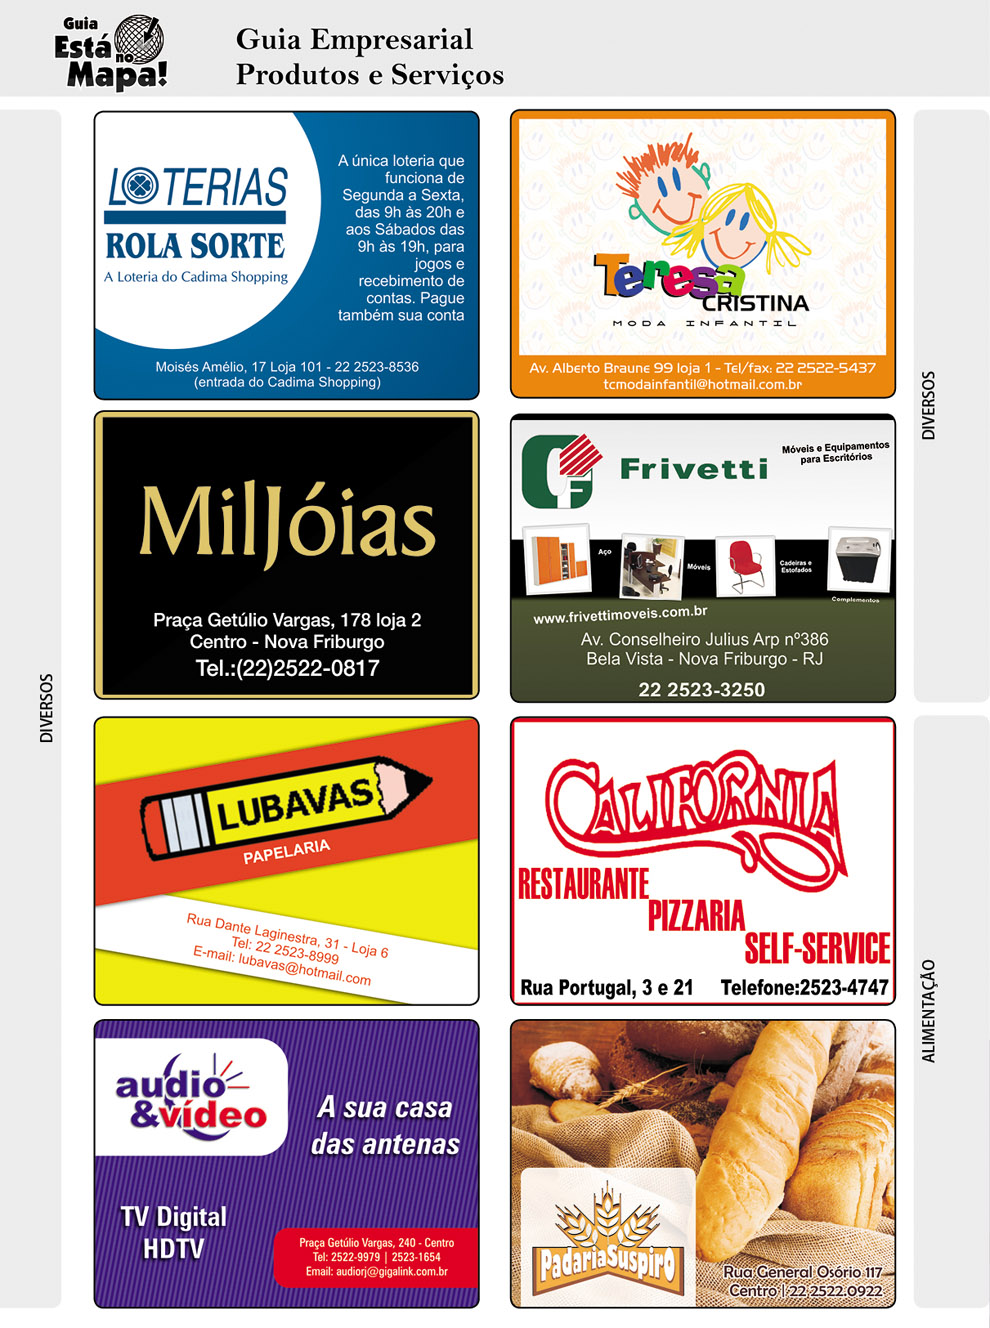 Guia
Está
no
Mapa!
Guia Empresarial
Produtos e Serviços
DIVERSOS
LOTERIAS
ROLA SORTE
A Loteria do Cadima Shopping
A única loteria que
funciona de
Segunda a Sexta,
das 9h às 20h e
aos Sábados das
9h às 19h, para
jogos e
recebimento de
contas. Pague
também sua conta
Moisés Amélio, 17 Loja 101 - 22 2523-8536
(entrada do Cadima Shopping)
Teresa
CRISTINA
MODA INFANTIL
Av. Alberto Braune 99 loja 1 - Tel/fax: 22 2522-5437
tcmodainfantil@hotmail.com.br
DIVERSOS
MilJóias
Praça Getúlio Vargas, 178 loja 2
Centro - Nova Friburgo
Tel.:(22)2522-0817
CF
Frivetti
Móveis e Equipamentos
para Escritórios
Aço
Móveis
Cadeiras e
Estofados
Complementos
www.frivettimoveis.com.br
Av. Conselheiro Julius Arp nº386
Bela Vista - Nova Friburgo - RJ
22 2523-3250
LUBAVAS
PAPELARIA
Rua Dante Laginestra, 31 - Loja 6
Tel: 22 2523-8999
E-mail: lubavas@hotmail.com
CALIFORNIA
RESTAURANTE
PIZZARIA
SELF-SERVICE
Rua Portugal, 3 e 21 Telefone:2523-4747
ALIMENTAÇÃO
audio
&vídeo
A sua casa
das antenas
TV Digital
HDTV
Praça Getúlio Vargas, 240 - Centro
Tel: 2522-9979 | 2523-1654
Email: audiorj@gigalink.com.br
Padaria Suspiro
Rua General Osório 117
Centro | 22 2522.0922